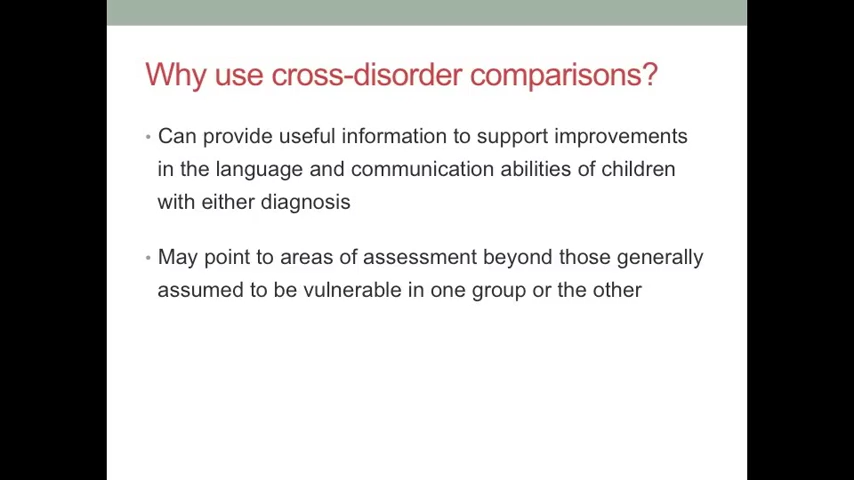 Why use cross-disorder comparisons?
• Can provide useful information to support improvements
in the language and communication abilities of children
with either diagnosis
• May point to areas of assessment beyond those generally
assumed to be vulnerable in one group or the other